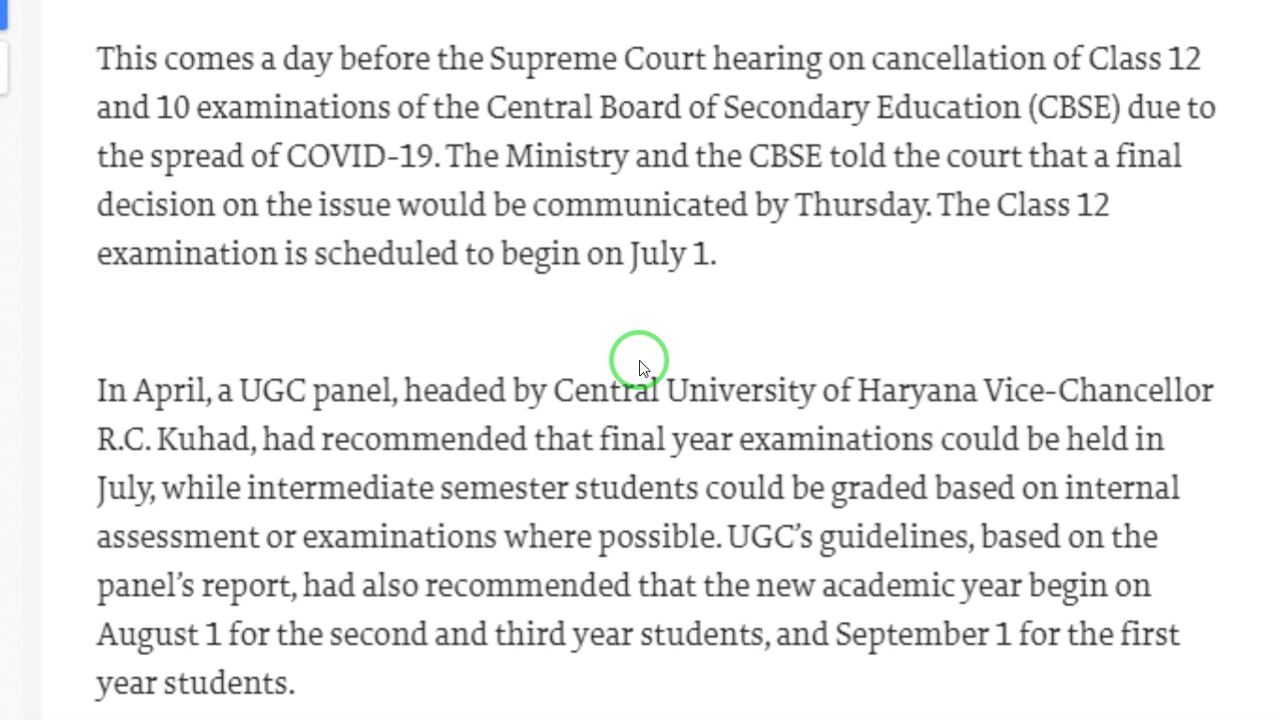 This comes a day before the Supreme Court hearing on cancellation of Class 12
and 10 examinations of the Central Board of Secondary Education (CBSE) due to
the spread of COVID-19. The Ministry and the CBSE told the court that a final
decision on the issue would be communicated by Thursday. The Class 12
examination is scheduled to begin on July 1.
In April, a UGC panel, headed by Central University of Haryana Vice-Chancellor
R.C. Kuhad, had recommended that final year examinations could be held in
July, while intermediate semester students could be graded based on internal
assessment or examinations where possible. UGC’s guidelines, based on the
panel’s report, had also recommended that the new academic year begin on
August 1 for the second and third year students, and September 1 for the first
year students.